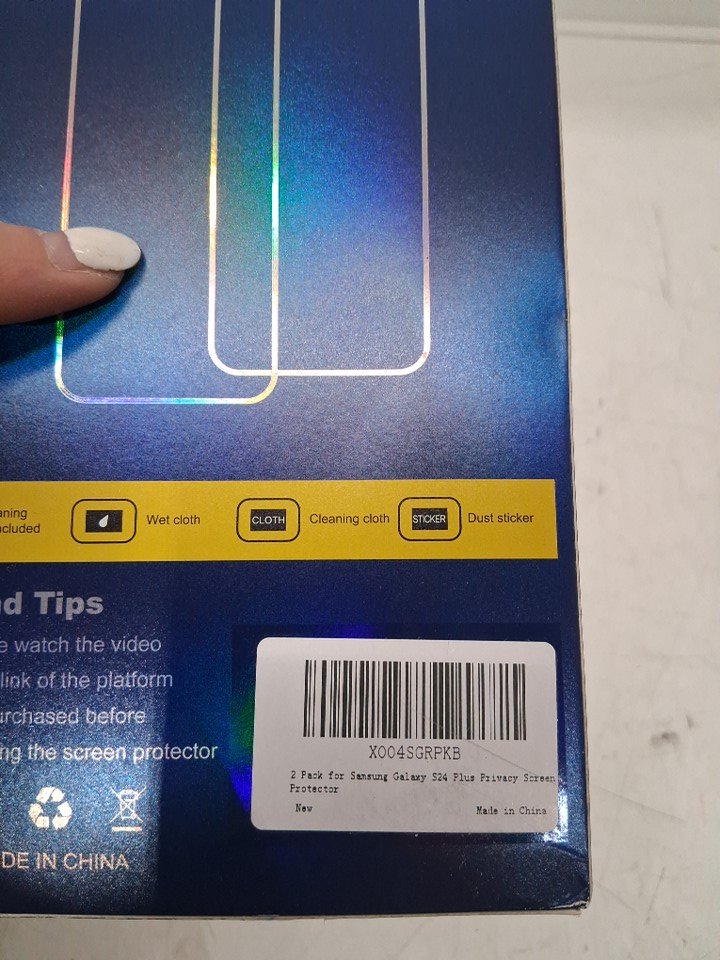 aning
ncluded
Wet cloth
CLOTH
Cleaning cloth
STICKER
Dust sticker
nd Tips
e watch the video
link of the platform
urchased before
ng the screen protector
DE IN CHINA
X004SGRPKB
2 Pack for Samsung Galaxy S24 Plus Privacy Screen
Protector
New
Made in China